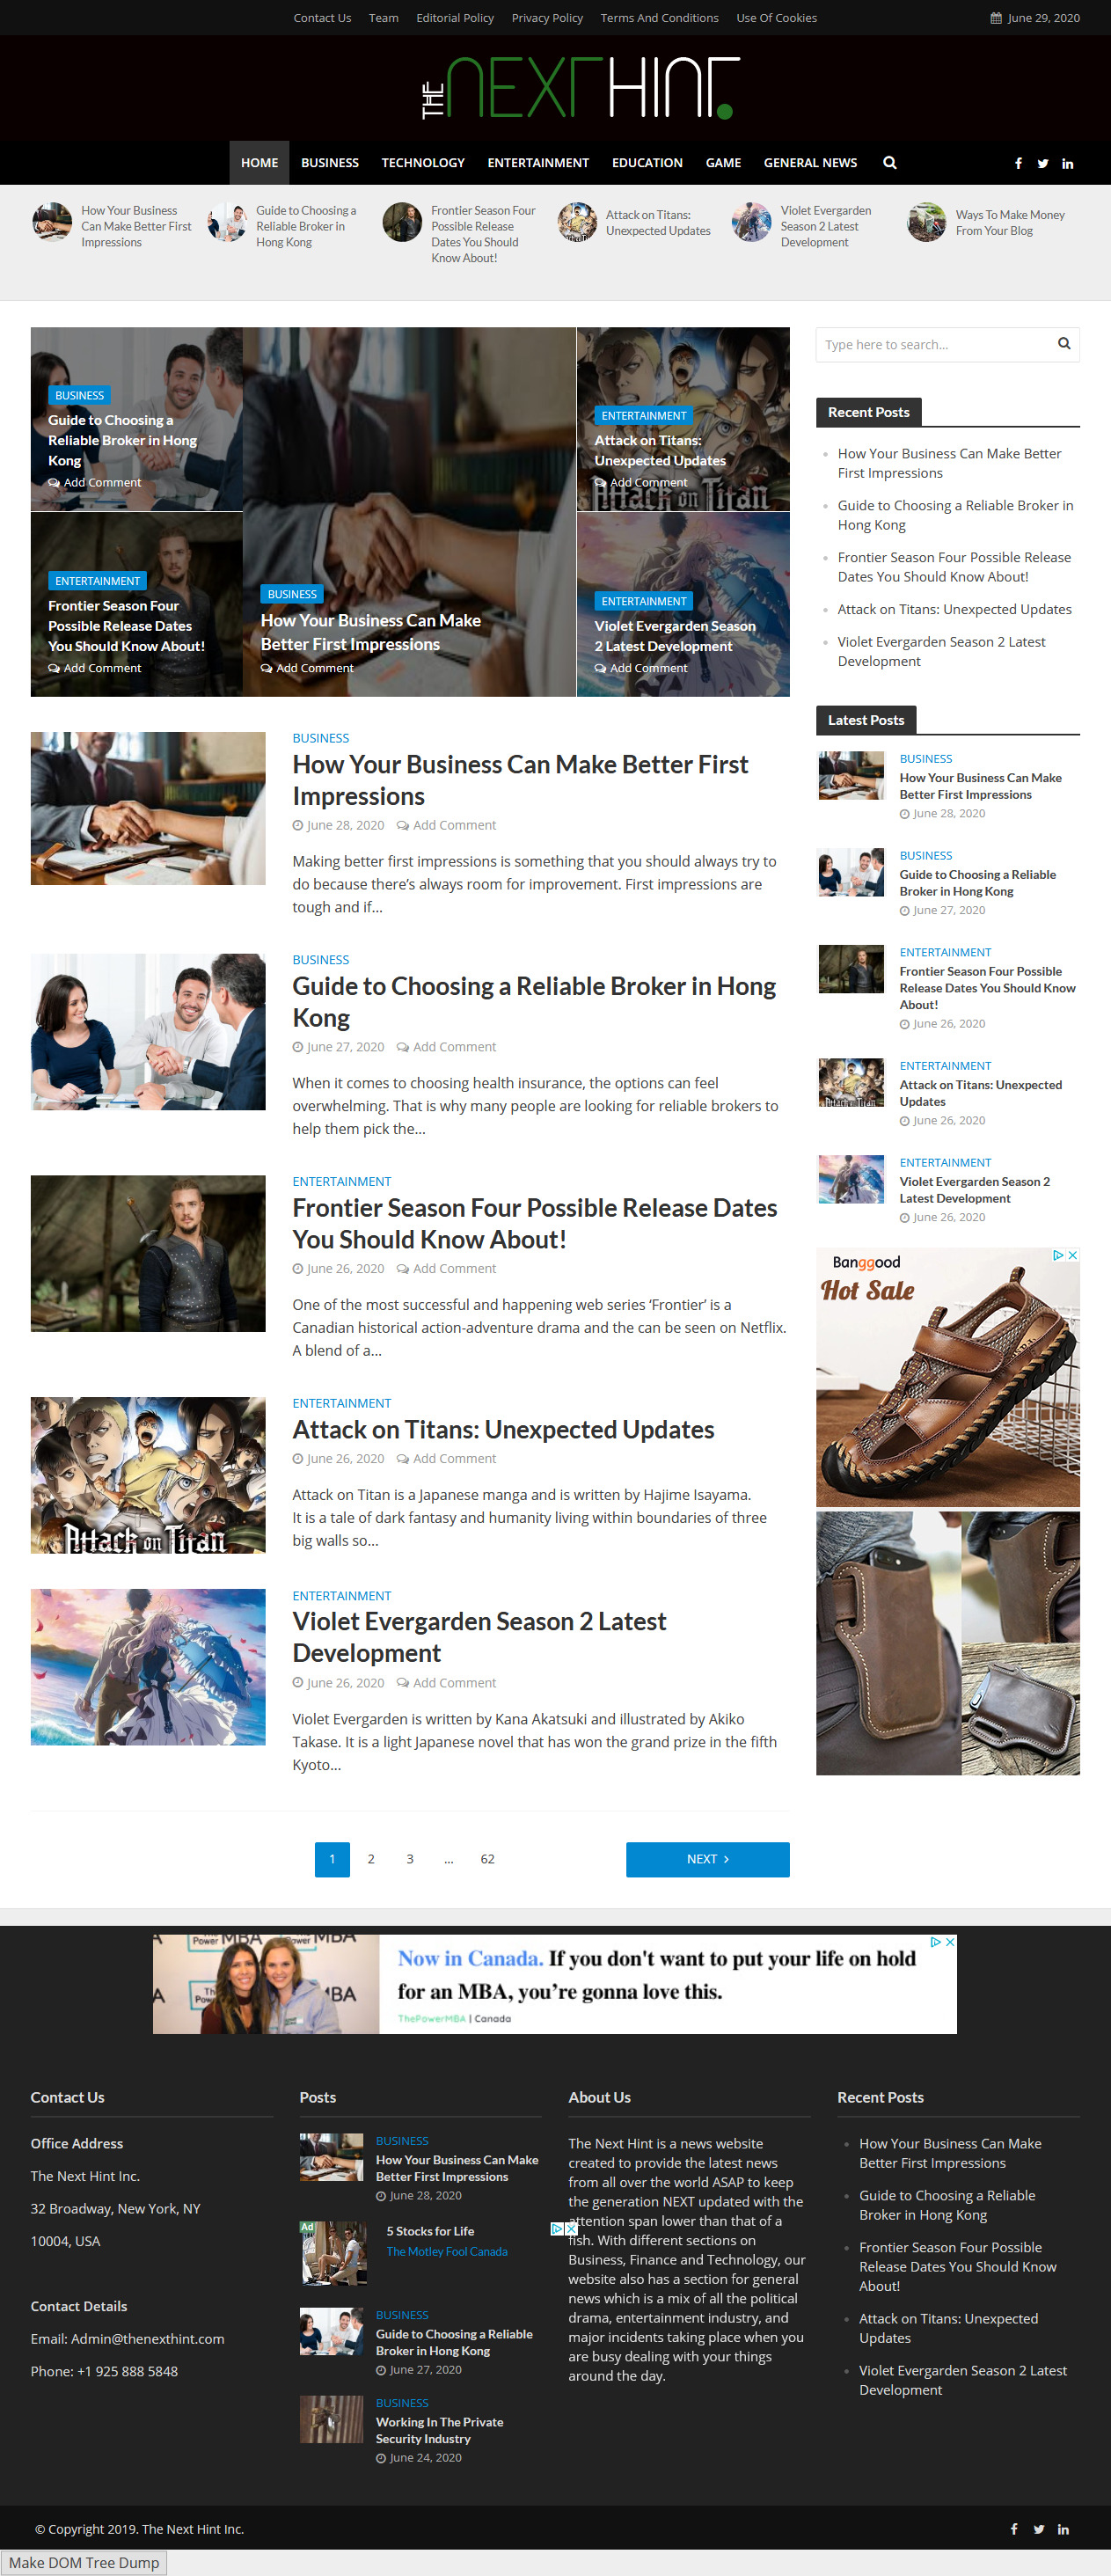 Contact Us Team Editorial Policy Privacy Policy Terms And Conditions Use Of Cookies June 29, 2020
THE NEXT HINT.
HOME BUSINESS TECHNOLOGY ENTERTAINMENT EDUCATION GAME GENERAL NEWS
How Your Business
Can Make Better First
Impressions
Guide to Choosing a
Reliable Broker in
Hong Kong
Frontier Season Four
Possible Release
Dates You Should
Know About!
Attack on Titans:
Unexpected Updates
Violet Evergarden
Season 2 Latest
Development
Ways To Make Money
From Your Blog
BUSINESS
Guide to Choosing a
Reliable Broker in Hong
Kong
Add Comment
ENTERTAINMENT
Frontier Season Four
Possible Release Dates
You Should Know About!
Add Comment
BUSINESS
How Your Business Can Make
Better First Impressions
Add Comment
ENTERTAINMENT
Attack on Titans:
Unexpected Updates
Add Comment
Attack on Titan
ENTERTAINMENT
Violet Evergarden Season
2 Latest Development
Add Comment
BUSINESS
How Your Business Can Make Better First
Impressions
June 28, 2020 Add Comment
Making better first impressions is something that you should always try to
do because there’s always room for improvement. First impressions are
tough and if...
BUSINESS
Guide to Choosing a Reliable Broker in Hong
Kong
June 27, 2020 Add Comment
When it comes to choosing health insurance, the options can feel
overwhelming. That is why many people are looking for reliable brokers to
help them pick the...
ENTERTAINMENT
Frontier Season Four Possible Release Dates
You Should Know About!
June 26, 2020 Add Comment
One of the most successful and happening web series ‘Frontier’ is a
Canadian historical action-adventure drama and the can be seen on Netflix.
A blend of a...
Attack on Titan
ENTERTAINMENT
Attack on Titans: Unexpected Updates
June 26, 2020 Add Comment
Attack on Titan is a Japanese manga and is written by Hajime Isayama.
It is a tale of dark fantasy and humanity living within boundaries of three
big walls so...
ENTERTAINMENT
Violet Evergarden Season 2 Latest
Development
June 26, 2020 Add Comment
Violet Evergarden is written by Kana Akatsuki and illustrated by Akiko
Takase. It is a light Japanese novel that has won the grand prize in the fifth
Kyoto...
1 2 3 ... 62 NEXT
Type here to search...
Recent Posts
How Your Business Can Make Better
First Impressions
Guide to Choosing a Reliable Broker in
Hong Kong
Frontier Season Four Possible Release
Dates You Should Know About!
Attack on Titans: Unexpected Updates
Violet Evergarden Season 2 Latest
Development
Latest Posts
BUSINESS
How Your Business Can Make
Better First Impressions
June 28, 2020
BUSINESS
Guide to Choosing a Reliable
Broker in Hong Kong
June 27, 2020
ENTERTAINMENT
Frontier Season Four Possible
Release Dates You Should Know
About!
June 26, 2020
Attack on Titan
ENTERTAINMENT
Attack on Titans: Unexpected
Updates
June 26, 2020
ENTERTAINMENT
Violet Evergarden Season 2
Latest Development
June 26, 2020
Banggood
Hot Sale
The Power MBA
Now in Canada. If you don't want to put your life on hold
for an MBA, you’re gonna love this.
ThePowerMBA | Canada
Contact Us
Office Address
The Next Hint Inc.
32 Broadway, New York, NY
10004, USA
Contact Details
Email: Admin@thenexthint.com
Phone: +1 925 888 5848
Posts
BUSINESS
How Your Business Can Make
Better First Impressions
June 28, 2020
Ad
5 Stocks for Life
The Motley Fool Canada
BUSINESS
Guide to Choosing a Reliable
Broker in Hong Kong
June 27, 2020
BUSINESS
Working In The Private
Security Industry
June 24, 2020
About Us
The Next Hint is a news website
created to provide the latest news
from all over the world ASAP to keep
the generation NEXT updated with the
attention span lower than that of a
fish. With different sections on
Business, Finance and Technology, our
website also has a section for general
news which is a mix of all the political
drama, entertainment industry, and
major incidents taking place when you
are busy dealing with your things
around the day.
Recent Posts
How Your Business Can Make
Better First Impressions
Guide to Choosing a Reliable
Broker in Hong Kong
Frontier Season Four Possible
Release Dates You Should Know
About!
Attack on Titans: Unexpected
Updates
Violet Evergarden Season 2 Latest
Development
© Copyright 2019. The Next Hint Inc.
Make DOM Tree Dump